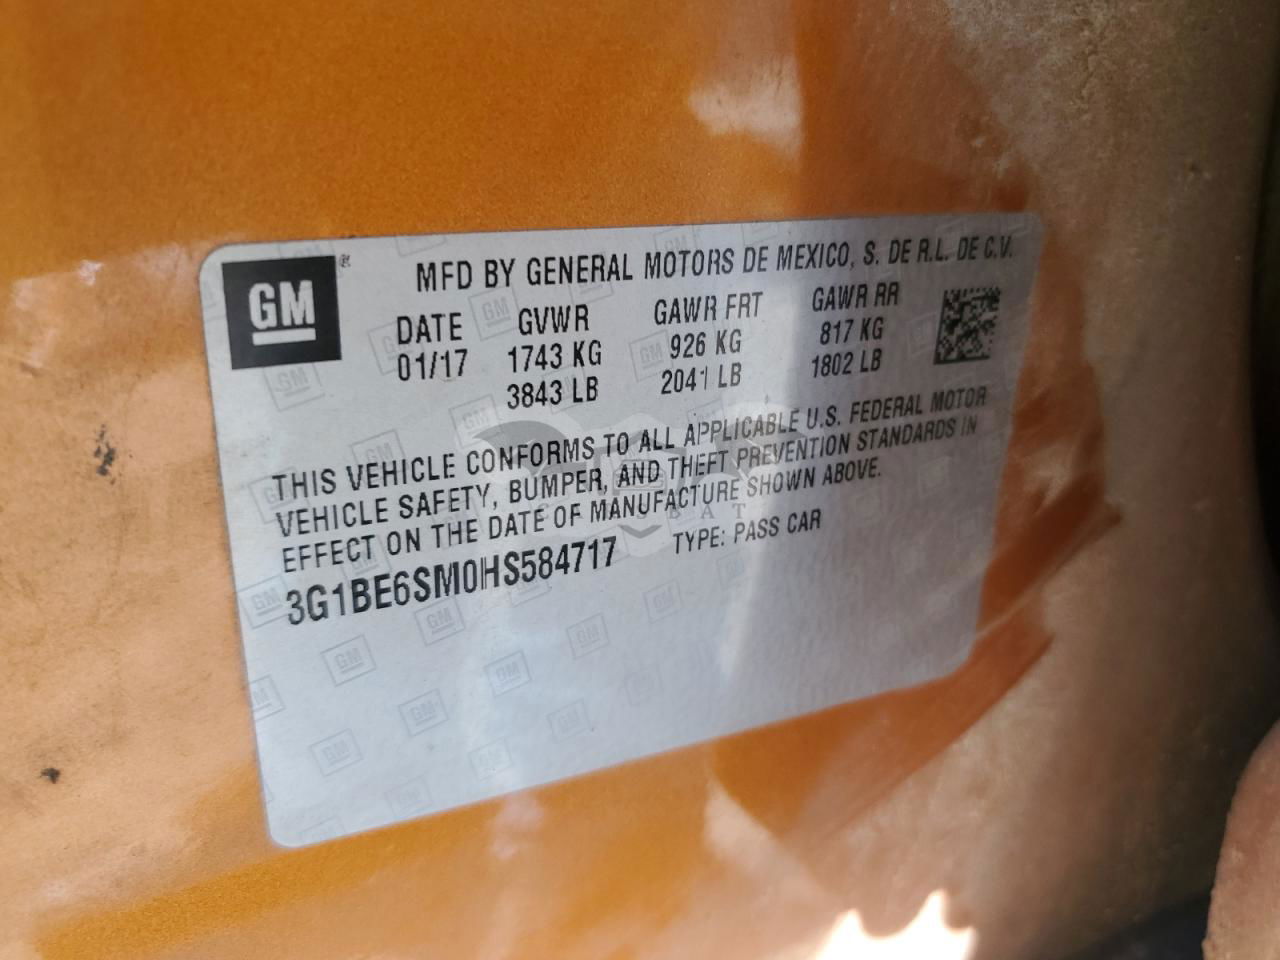 GM
MFD BY GENERAL MOTORS DE MEXICO, S. DE R.L. DE C.V.
DATE GVWR GAWR FRT GAWR RR
01/17 1743 KG 926 KG 817 KG
3843 LB 2041 LB 1802 LB
THIS VEHICLE CONFORMS TO ALL APPLICABLE U.S. FEDERAL MOTOR
VEHICLE SAFETY, BUMPER, AND THEFT PREVENTION STANDARDS IN
EFFECT ON THE DATE OF MANUFACTURE SHOWN ABOVE.
3G1BE6SM0HS584717 TYPE: PASS CAR